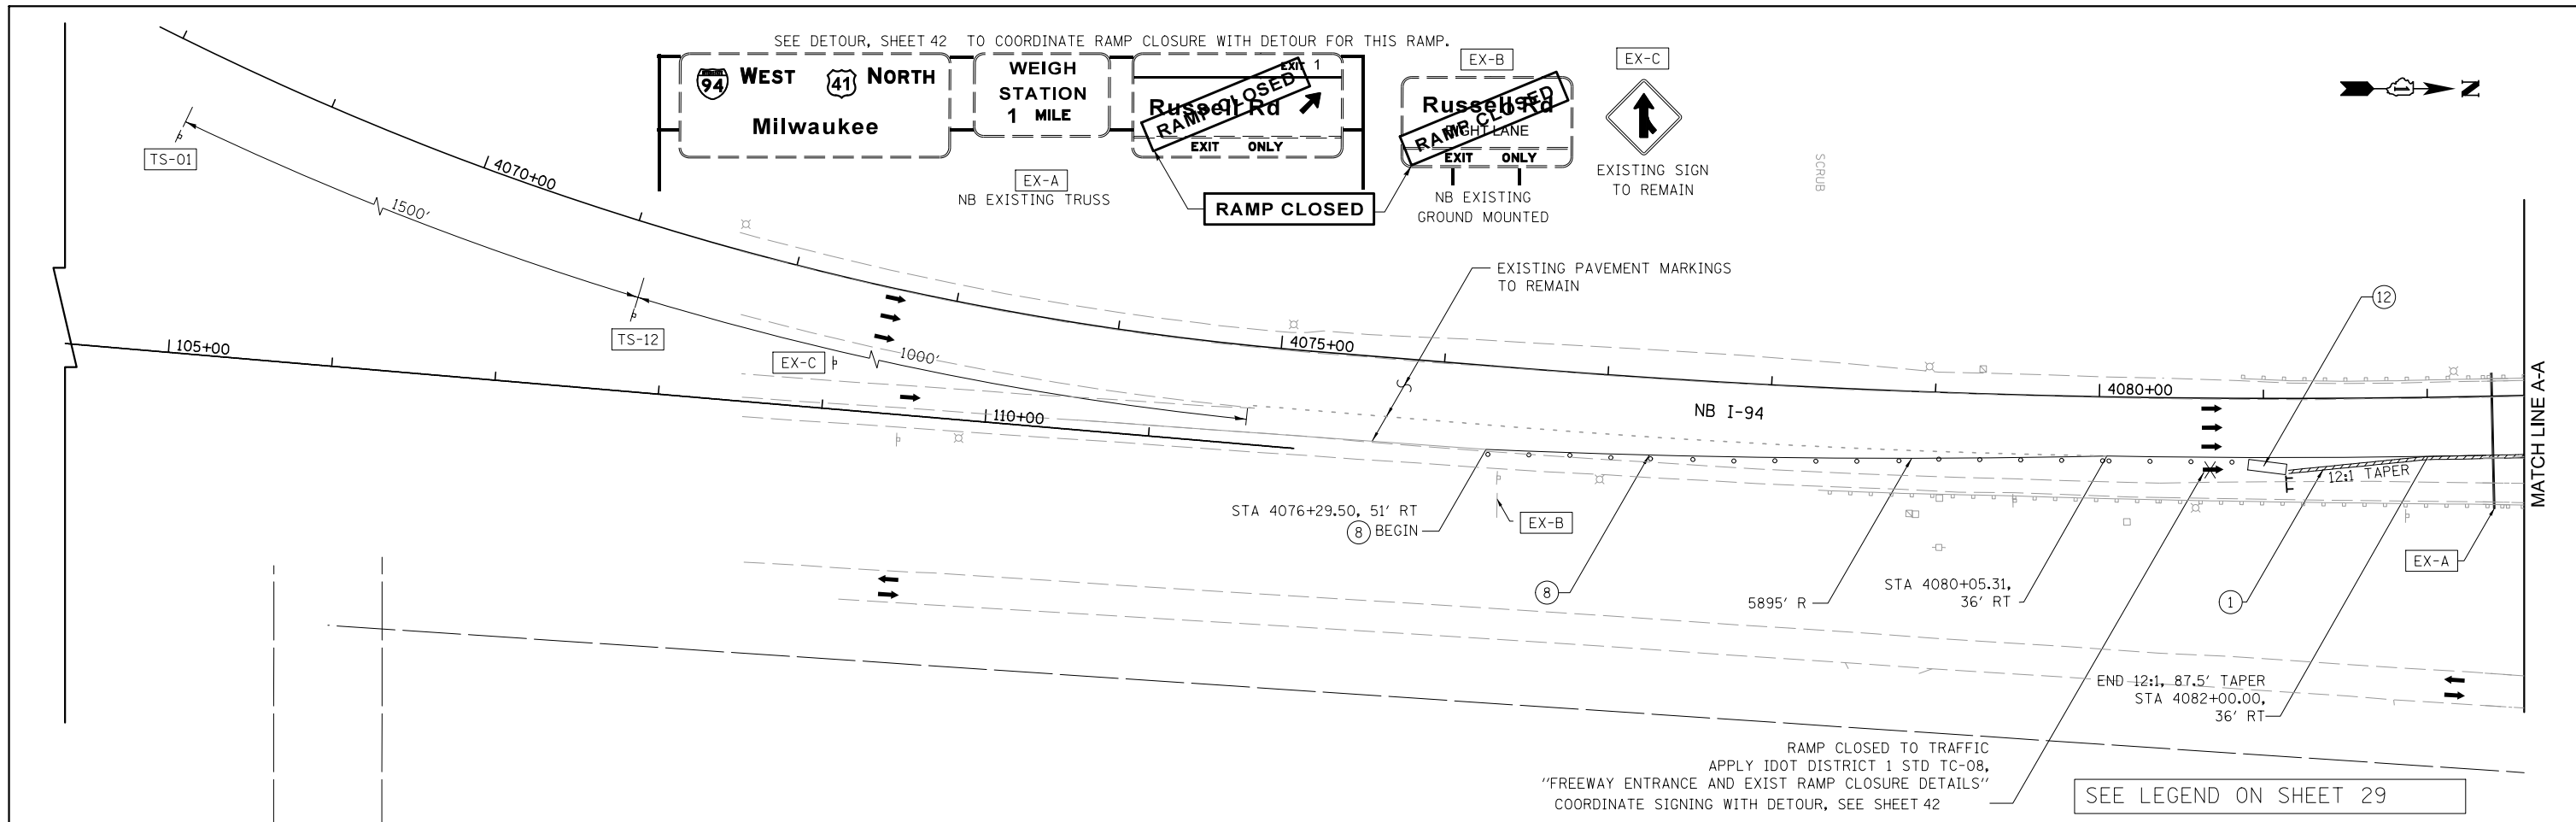 SEE DETOUR, SHEET 42 TO COORDINATE RAMP CLOSURE WITH DETOUR FOR THIS RAMP.
94 WEST 41 NORTH
Milwaukee
WEIGH
STATION
1 MILE
EXIT 1
Russell Rd
RAMP CLOSED
EXIT ONLY
EX-A
NB EXISTING TRUSS
RAMP CLOSED
EX-B
Russell Rd
RIGHT LANE
RAMP CLOSED
EXIT ONLY
NB EXISTING
GROUND MOUNTED
EX-C
EXISTING SIGN
TO REMAIN
SCRUB
N
TS-01
4070+00
1500'
TS-12
105+00
EX-C
1000'
110+00
EXISTING PAVEMENT MARKINGS
TO REMAIN
4075+00
NB I-94
4080+00
12
12:1 TAPER
MATCH LINE A-A
STA 4076+29.50, 51' RT
8 BEGIN
EX-B
8
5895' R
STA 4080+05.31,
36' RT
1
EX-A
END 12:1, 87.5' TAPER
STA 4082+00.00,
36' RT
RAMP CLOSED TO TRAFFIC
APPLY IDOT DISTRICT 1 STD TC-08,
"FREEWAY ENTRANCE AND EXIST RAMP CLOSURE DETAILS"
COORDINATE SIGNING WITH DETOUR, SEE SHEET 42
SEE LEGEND ON SHEET 29